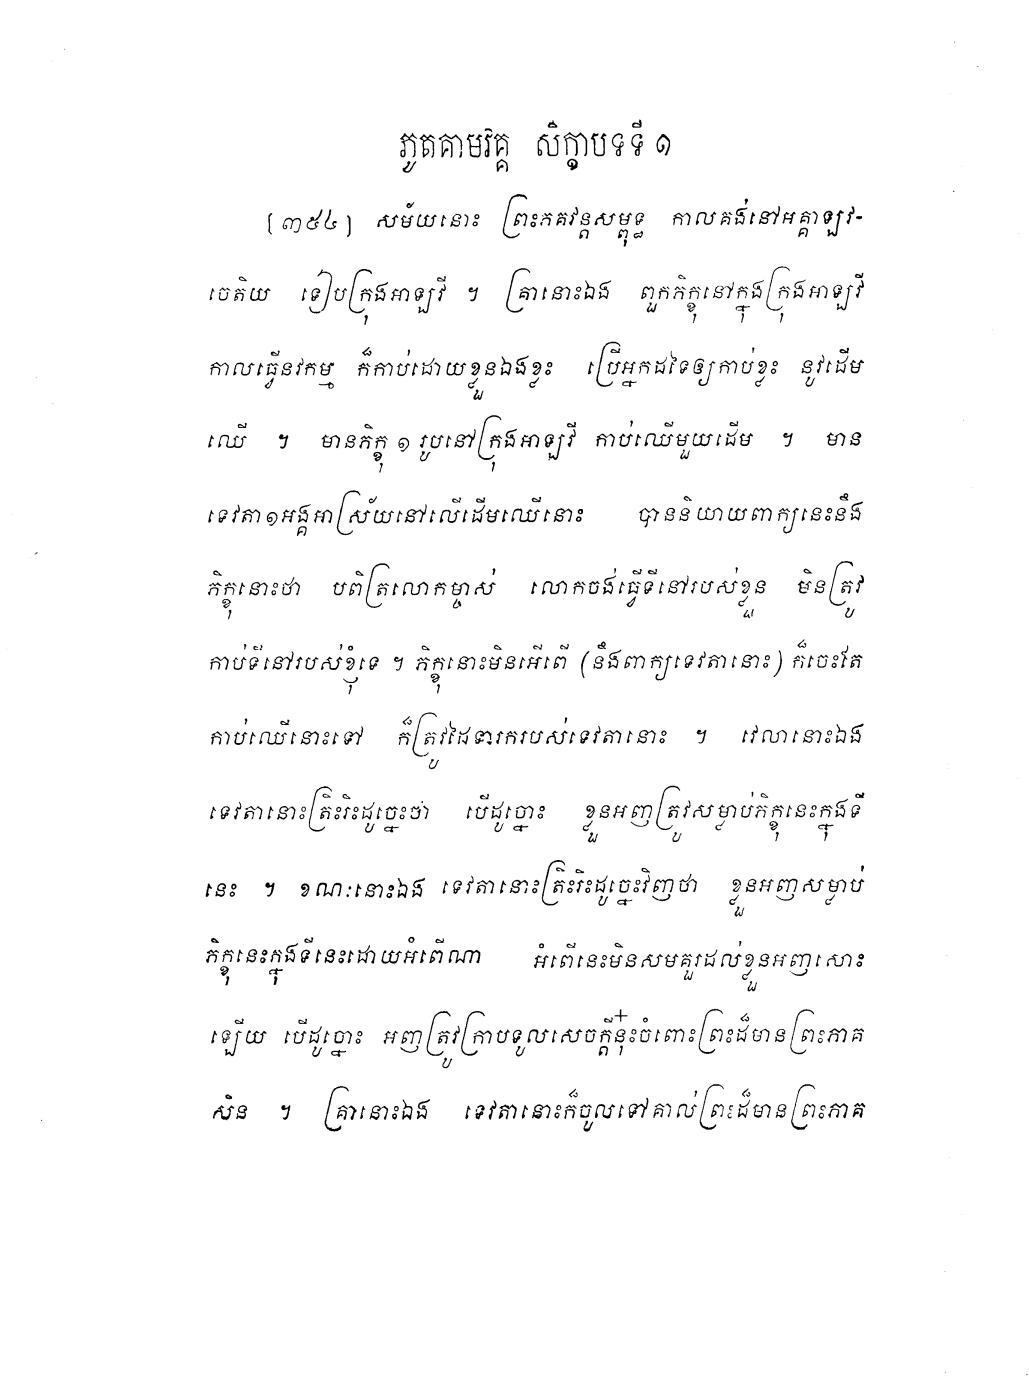 ភូតគាមវគ្គ សិក្ខាបទទី ១
[៣៥៤] សម័យនោះ ព្រះភគវន្តសម្ពុទ្ធ កាលគង់នៅអគ្គាឡវ-
ចេតិយ ទៀបក្រុងអាឡវី ។ គ្រានោះឯង ពួកភិក្ខុនៅក្នុងក្រុងអាឡវី
កាលធ្វើនវកម្ម ក៏កាប់ដោយខ្លួនឯងខ្លះ ប្រើអ្នកដទៃឲ្យកាប់ខ្លះ នូវដើម
ឈើ ។ មានភិក្ខុ ១ រូបនៅក្រុងអាឡវី កាប់ឈើមួយដើម ។ មាន
ទេវតា១អង្គអាស្រ័យនៅលើដើមឈើនោះ បាននិយាយពាក្យនេះនឹង
ភិក្ខុនោះថា បពិត្រលោកម្ចាស់ លោកចង់ធ្វើទីនៅរបស់ខ្លួន មិនត្រូវ
កាប់ទីនៅរបស់ខ្ញុំទេ ។ ភិក្ខុនោះមិនអើពើ (នឹងពាក្យទេវតានោះ) ក៏ចេះតែ
កាប់ឈើនោះទៅ ក៏ត្រូវដៃទារករបស់ទេវតានោះ ។ វេលានោះឯង
ទេវតានោះត្រិះរិះដូច្នេះថា បើដូច្នោះ ខ្លួនអញត្រូវសម្លាប់ភិក្ខុនេះក្នុងទី
នេះ ។ ខណៈនោះឯង ទេវតានោះត្រិះរិះដូច្នេះវិញថា ខ្លួនអញសម្លាប់
ភិក្ខុនេះក្នុងទីនេះដោយអំពើណា អំពើនេះមិនសមគួរដល់ខ្លួនអញសោះ
ឡើយ បើដូច្នោះ អញត្រូវក្រាបទូលសេចក្តីនុ៎ះចំពោះព្រះដ៏មានព្រះភាគ
សិន ។ គ្រានោះឯង ទេវតានោះក៏ចូលទៅគាល់ព្រះដ៏មានព្រះភាគ